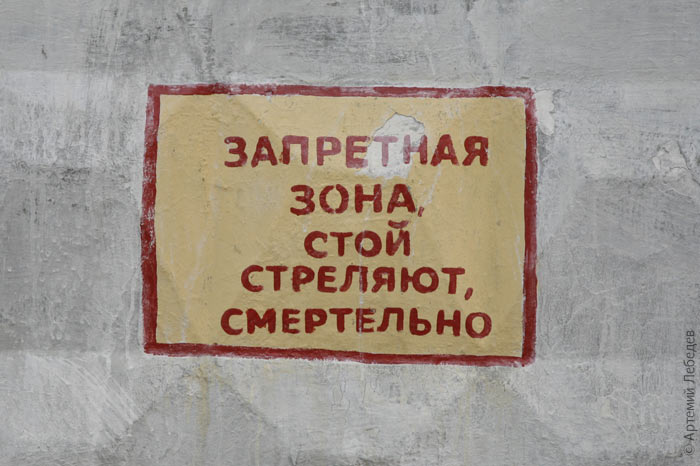 ЗАПРЕТНАЯ
ЗОНА,
СТОЙ
СТРЕЛЯЮТ,
СМЕРТЕЛЬНО
© Артемий Лебедев